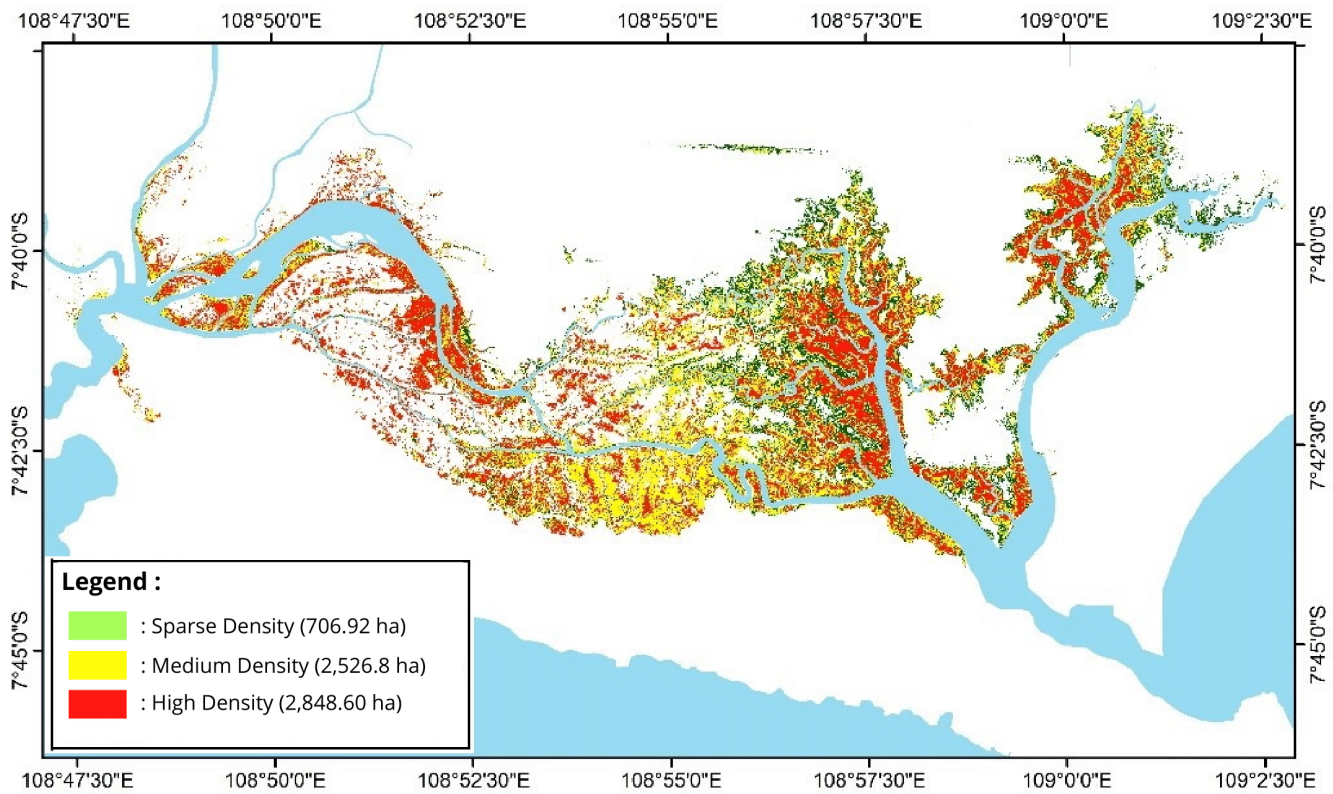 108°47'30"E 108°50'0"E 108°52'30"E 108°55'0"E 108°57'30"E 109°0'0"E 109°2'30"E
7°40'0"S 7°40'0"S
7°42'30"S 7°42'30"S
7°45'0"S 7°45'0"S
Legend :
: Sparse Density (706.92 ha)
: Medium Density (2,526.8 ha)
: High Density (2,848.60 ha)
108°47'30"E 108°50'0"E 108°52'30"E 108°55'0"E 108°57'30"E 109°0'0"E 109°2'30"E